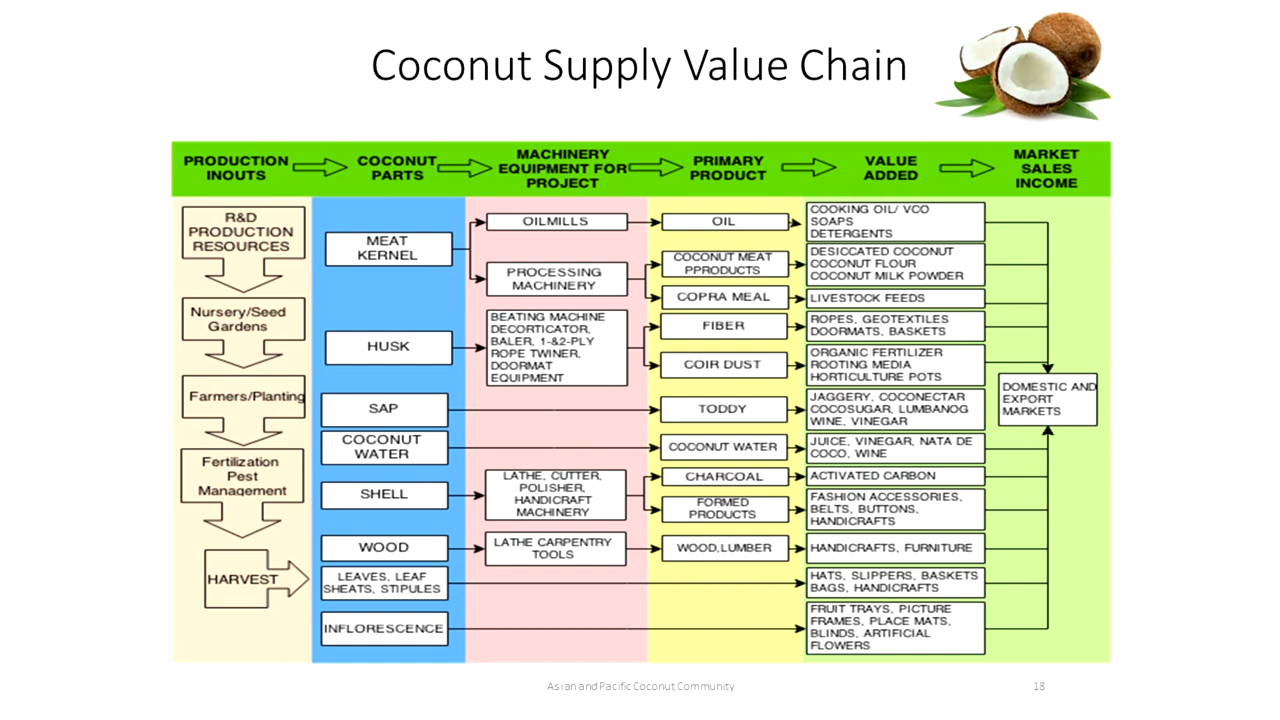 Coconut Supply Value Chain
PRODUCTION
INOUTS
COCONUT
PARTS
MACHINERY
EQUIPMENT FOR
PROJECT
PRIMARY
PRODUCT
VALUE
ADDED
MARKET
SALES
INCOME
R&D
PRODUCTION
RESOURCES
Nursery/Seed
Gardens
Farmers/Planting
Fertilization
Pest
Management
HARVEST
MEAT
KERNEL
HUSK
SAP
COCONUT
WATER
SHELL
WOOD
LEAVES, LEAF
SHEATS, STIPULES
INFLORESCENCE
OILMILLS
PROCESSING
MACHINERY
BEATING MACHINE
DECORTICATOR,
BALER, 1-&2-PLY
ROPE TWINER,
DOORMAT
EQUIPMENT
LATHE, CUTTER,
POLISHER,
HANDICRAFT
MACHINERY
LATHE CARPENTRY
TOOLS
OIL
COCONUT MEAT
PPRODUCTS
COPRA MEAL
FIBER
COIR DUST
TODDY
COCONUT WATER
CHARCOAL
FORMED
PRODUCTS
WOOD,LUMBER
COOKING OIL/ VCO
SOAPS
DETERGENTS
DESICCATED COCONUT
COCONUT FLOUR
COCONUT MILK POWDER
LIVESTOCK FEEDS
ROPES, GEOTEXTILES
DOORMATS, BASKETS
ORGANIC FERTILIZER
ROOTING MEDIA
HORTICULTURE POTS
JAGGERY, COCONECTAR
COCOSUGAR, LUMBANOG
WINE, VINEGAR
JUICE, VINEGAR, NATA DE
COCO, WINE
ACTIVATED CARBON
FASHION ACCESSORIES,
BELTS, BUTTONS,
HANDICRAFTS
HANDICRAFTS, FURNITURE
HATS, SLIPPERS, BASKETS
BAGS, HANDICRAFTS
FRUIT TRAYS, PICTURE
FRAMES, PLACE MATS,
BLINDS, ARTIFICIAL
FLOWERS
DOMESTIC AND
EXPORT
MARKETS
Asian and Pacific Coconut Community
18